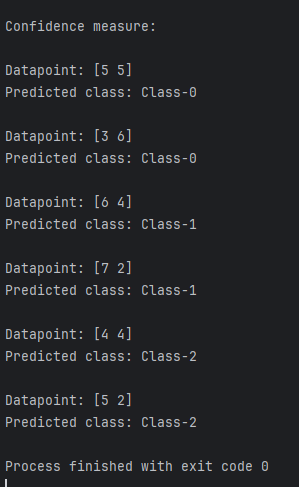 Confidence measure:
Datapoint: [5 5]
Predicted class: Class-0
Datapoint: [3 6]
Predicted class: Class-0
Datapoint: [6 4]
Predicted class: Class-1
Datapoint: [7 2]
Predicted class: Class-1
Datapoint: [4 4]
Predicted class: Class-2
Datapoint: [5 2]
Predicted class: Class-2
Process finished with exit code 0